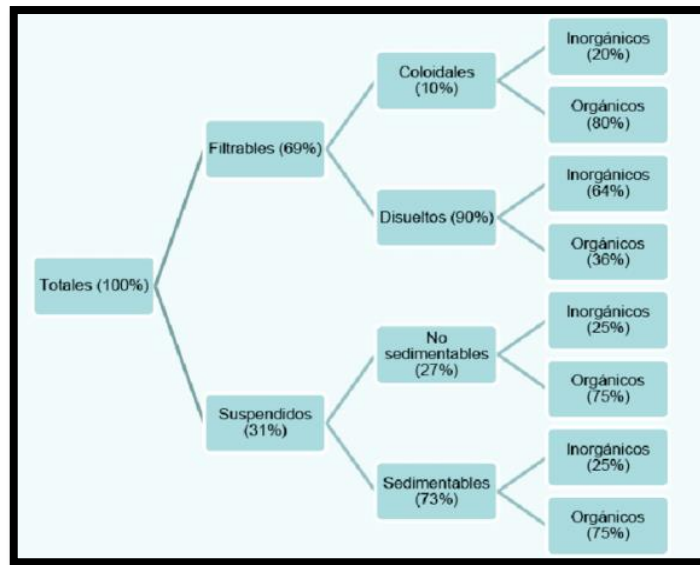 Totales (100%)
Filtrables (69%)
Coloidales
(10%)
Inorgánicos
(20%)
Orgánicos
(80%)
Disueltos (90%)
Inorgánicos
(64%)
Orgánicos
(36%)
Suspendidos
(31%)
No
sedimentables
(27%)
Inorgánicos
(25%)
Orgánicos
(75%)
Sedimentables
(73%)
Inorgánicos
(25%)
Orgánicos
(75%)